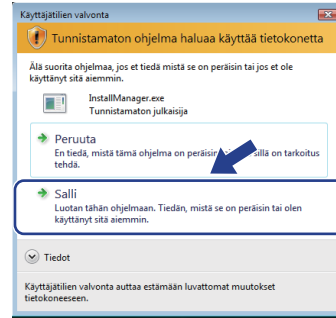 Käyttäjätilien valvonta
Tunnistamaton ohjelma haluaa käyttää tietokonetta
Älä suorita ohjelmaa, jos et tiedä mistä se on peräisin tai jos et ole
käyttänyt sitä aiemmin.
InstallManager.exe
Tunnistamaton julkaisija
Peruuta
En tiedä, mistä tämä ohjelma on peräisin sillä on tarkoitus
tehdä.
Salli
Luotan tähän ohjelmaan. Tiedän, mistä se on peräisin tai olen
käyttänyt sitä aiemmin.
Tiedot
Käyttäjätilien valvonta auttaa estämään luvattomat muutokset
tietokoneeseen.